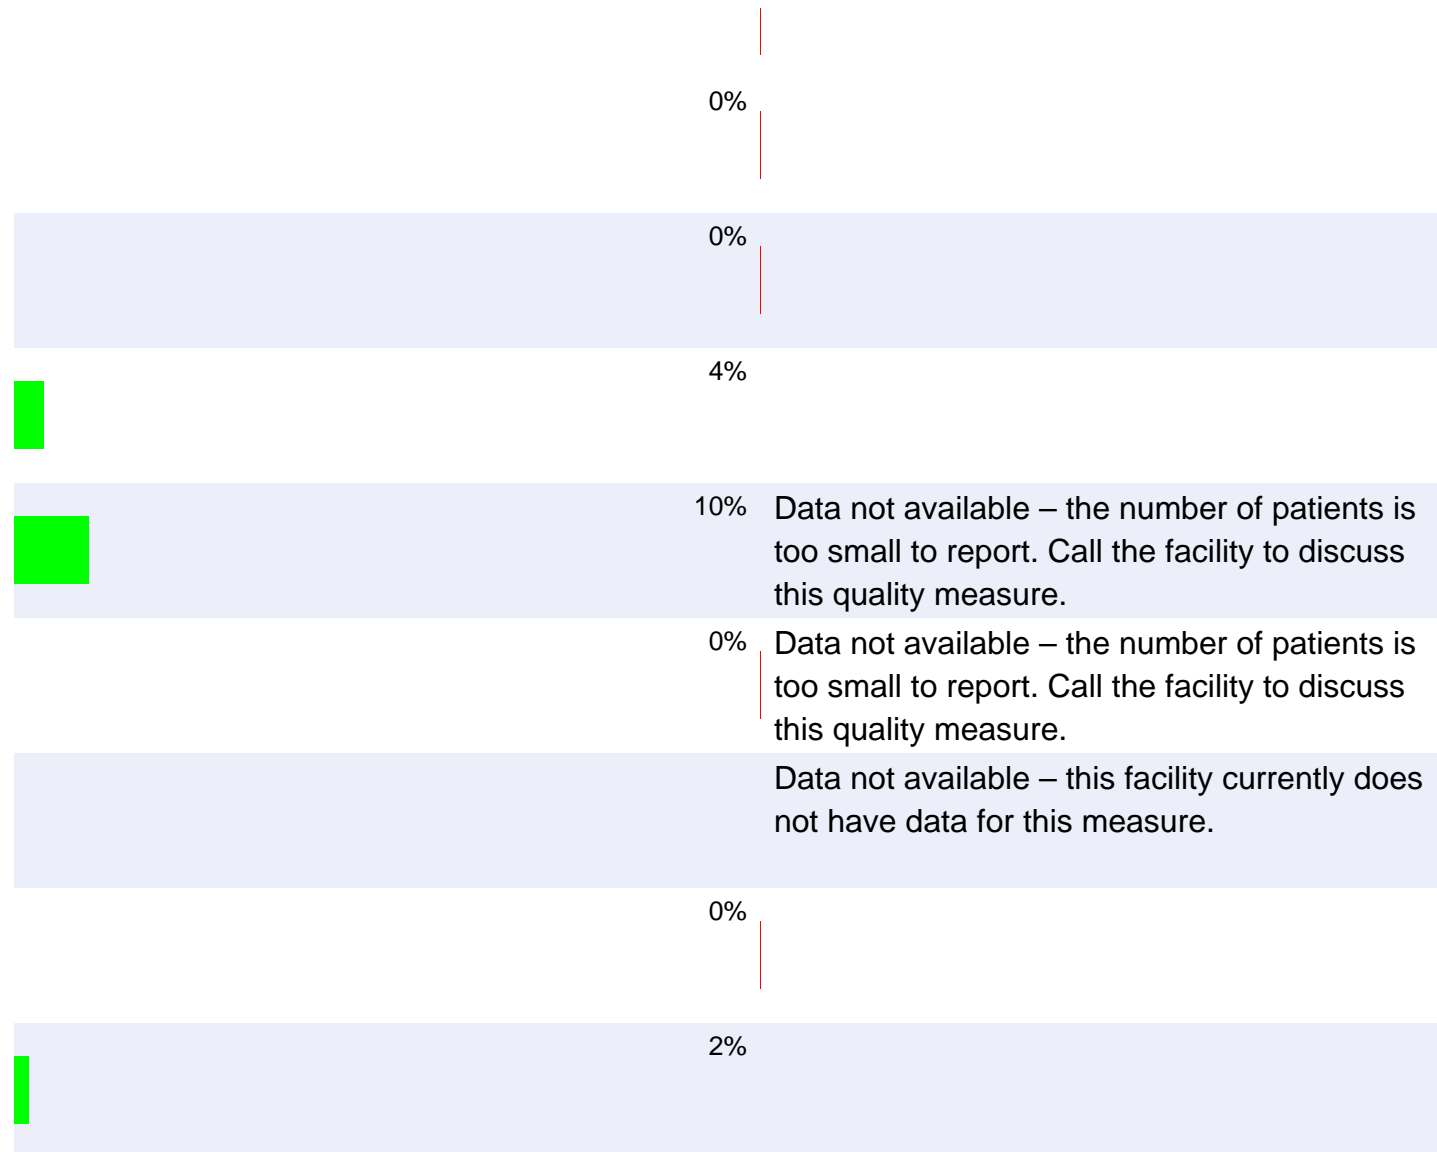 0%
0%
4%
10%
Data not available – the number of patients is
too small to report. Call the facility to discuss
this quality measure.
0%
Data not available – the number of patients is
too small to report. Call the facility to discuss
this quality measure.
Data not available – this facility currently does
not have data for this measure.
0%
2%